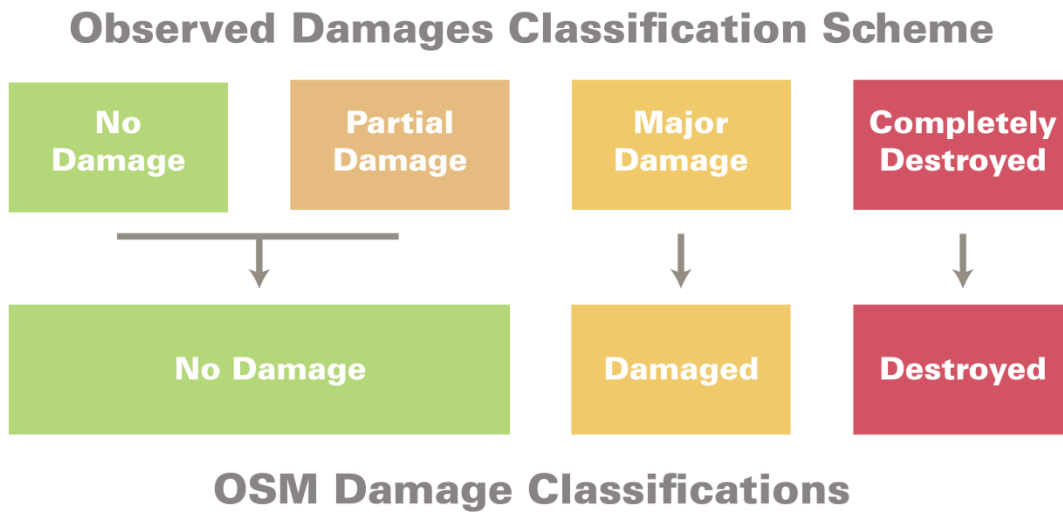 Observed Damages Classification Scheme
No
Damage
Partial
Damage
Major
Damage
Completely
Destroyed
No Damage
Damaged
Destroyed
OSM Damage Classifications